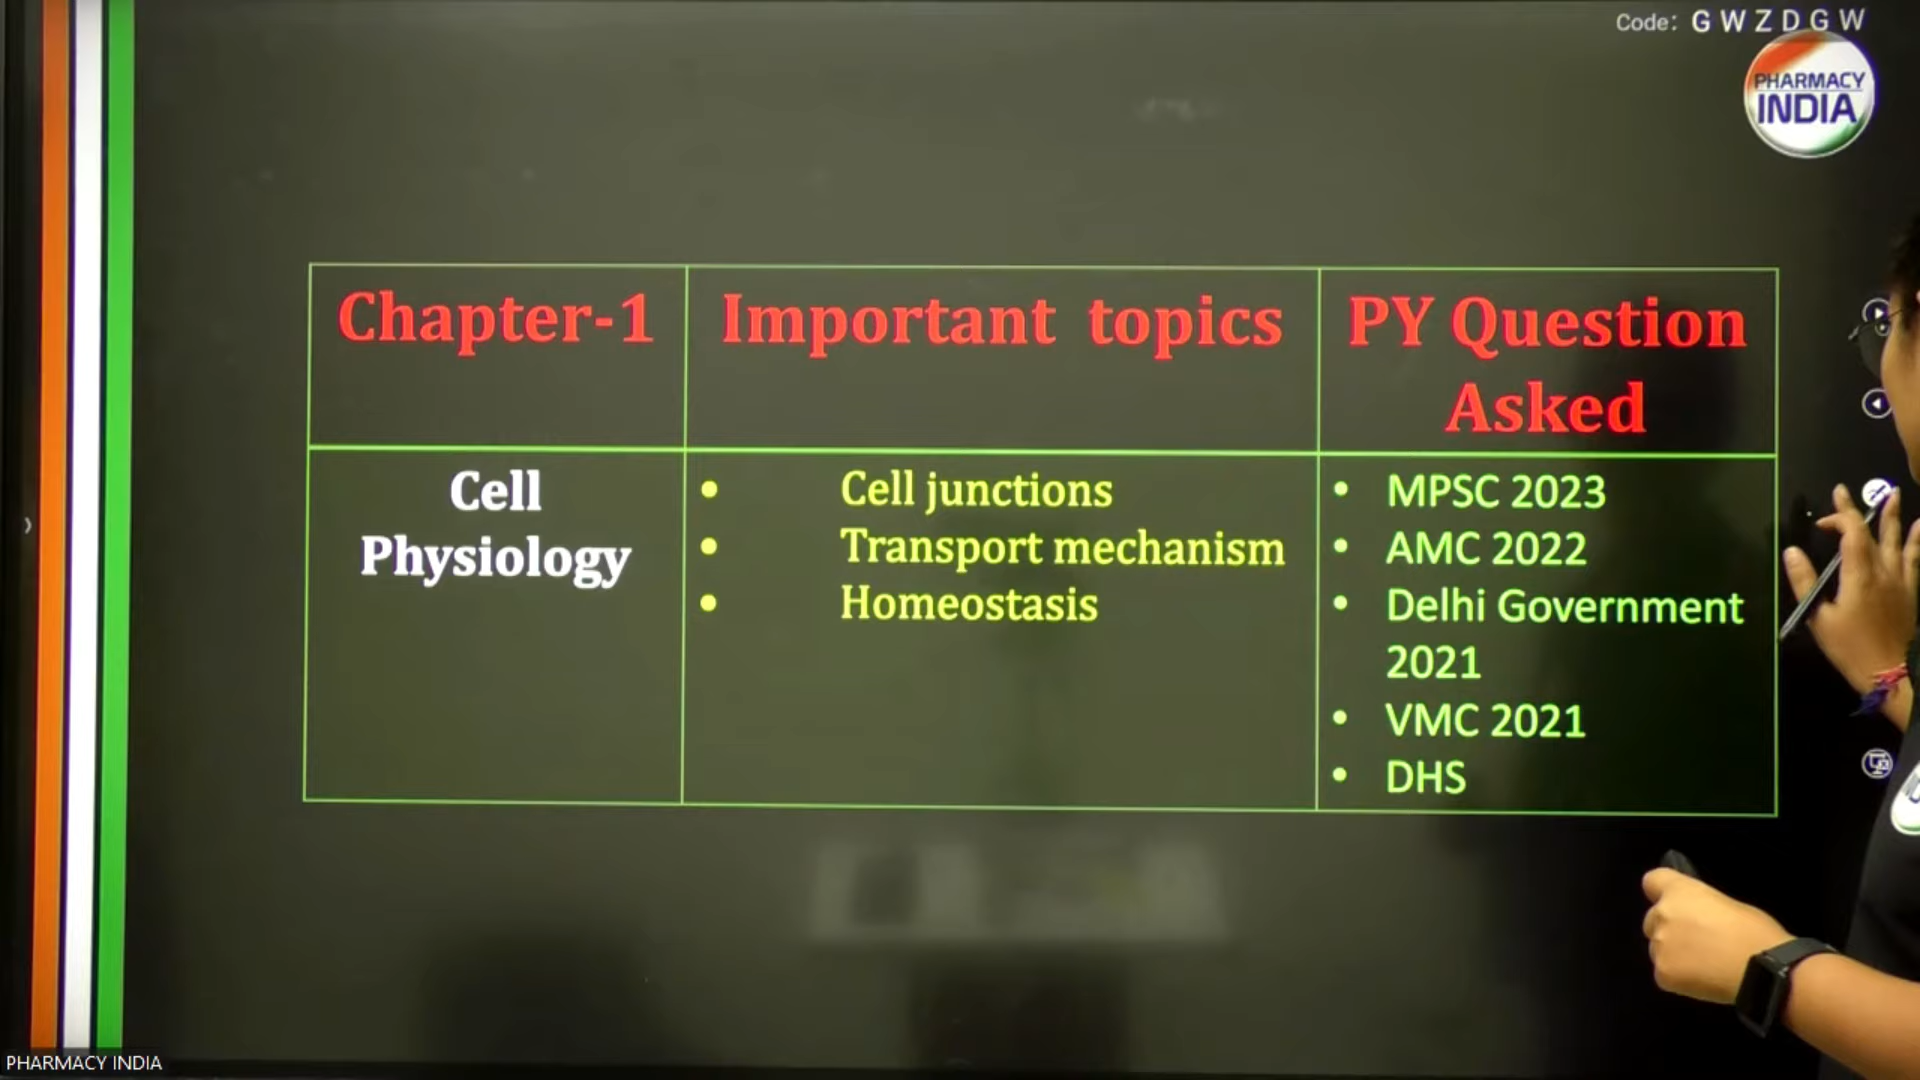 Code: G W Z D G W
PHARMACY
INDIA
Chapter-1
Important topics
PY Question
Asked
Cell
Physiology
• Cell junctions
• Transport mechanism
• Homeostasis
• MPSC 2023
• AMC 2022
• Delhi Government
2021
• VMC 2021
• DHS
PHARMACY INDIA